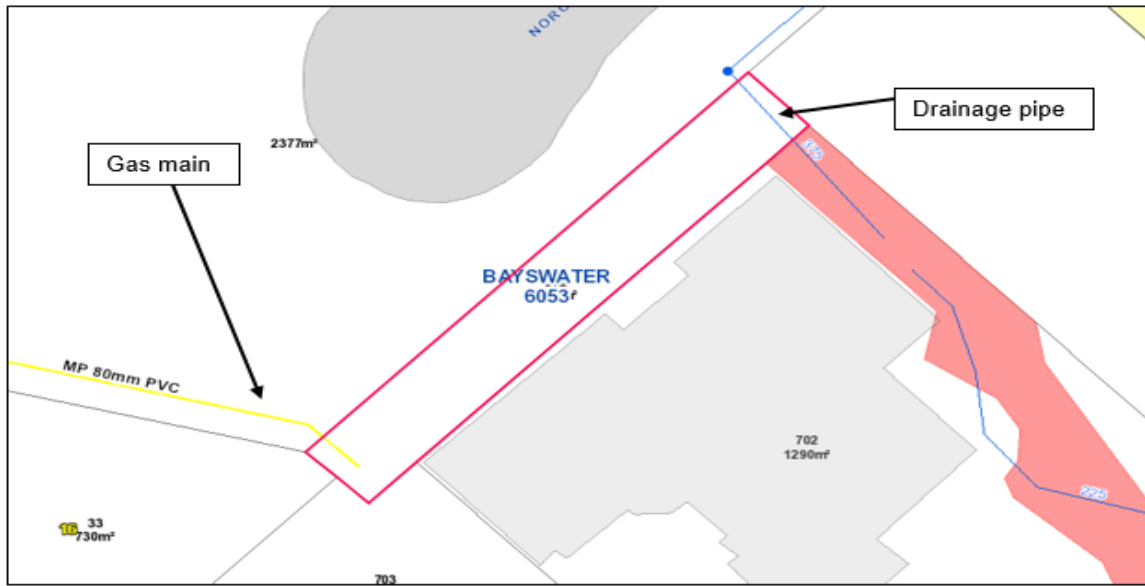 NORC
Drainage pipe
375
2377m²
Gas main
BAYSWATER
6053
MP 80mm PVC
702
1290m²
225
16
33
730m²
703